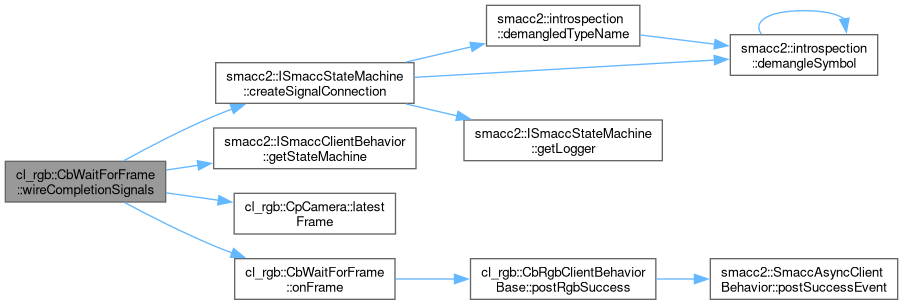 cl_rgb::CbWaitForFrame
::wireCompletionSignals
smacc2::ISmaccStateMachine
::createSignalConnection
smacc2::introspection
::demangledTypeName
smacc2::introspection
::demangleSymbol
smacc2::ISmaccStateMachine
::getLogger
smacc2::ISmaccClientBehavior
::getStateMachine
cl_rgb::CpCamera::latest
Frame
cl_rgb::CbWaitForFrame
::onFrame
cl_rgb::CbRgbClientBehavior
Base::postRgbSuccess
smacc2::SmaccAsyncClient
Behavior::postSuccessEvent